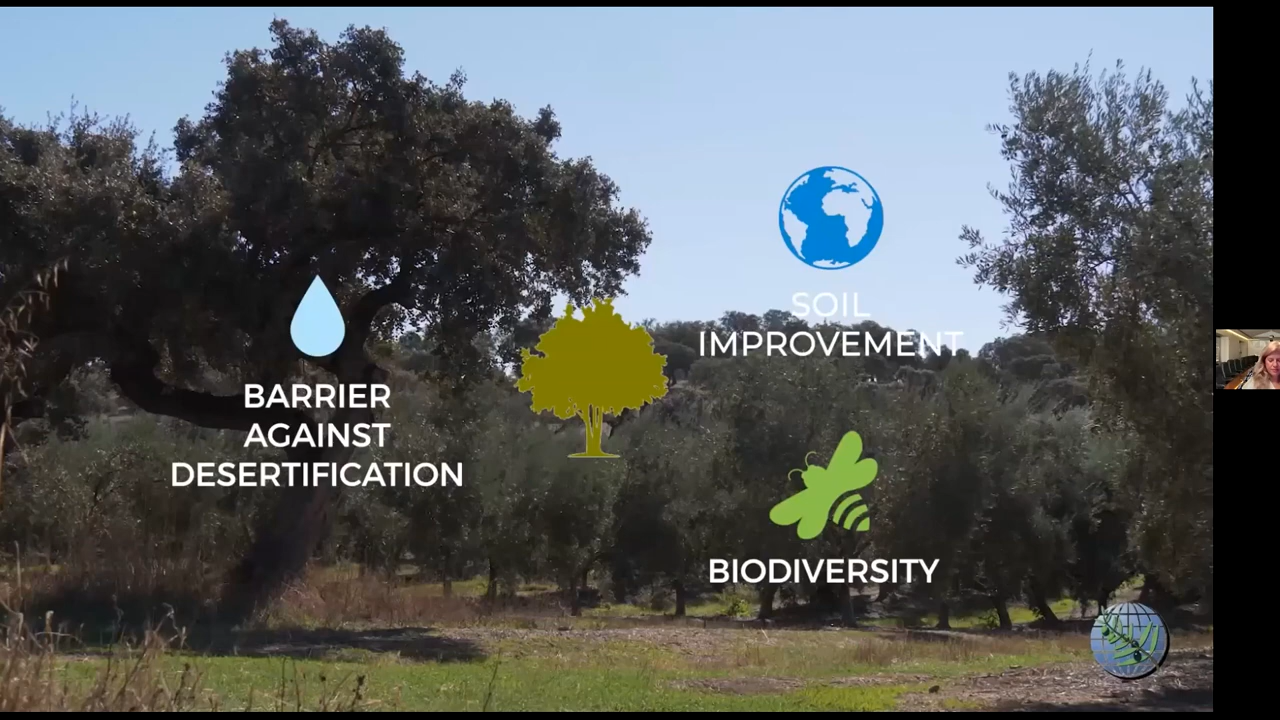 SOIL
IMPROVEMENT
BARRIER
AGAINST
DESERTIFICATION
BIODIVERSITY